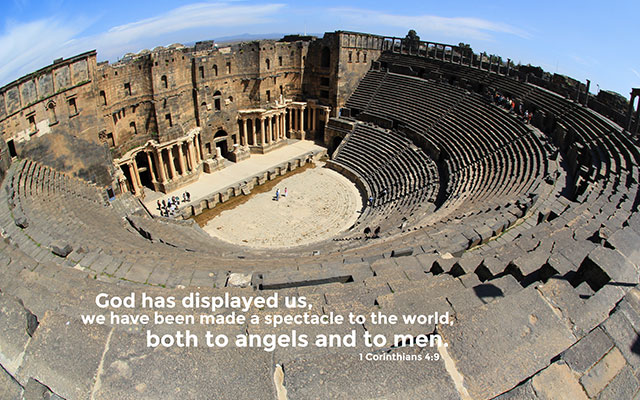 God has displayed us,
we have been made a spectacle to the world,
both to angels and to men.
1 Corinthians 4:9